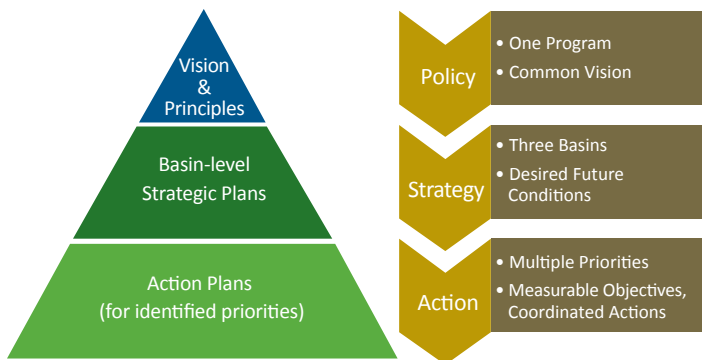 Vision
&
Principles
Basin-level
Strategic Plans
Action Plans
(for identified priorities)
Policy
• One Program
• Common Vision
Strategy
• Three Basins
• Desired Future
Conditions
Action
• Multiple Priorities
• Measurable Objectives,
Coordinated Actions